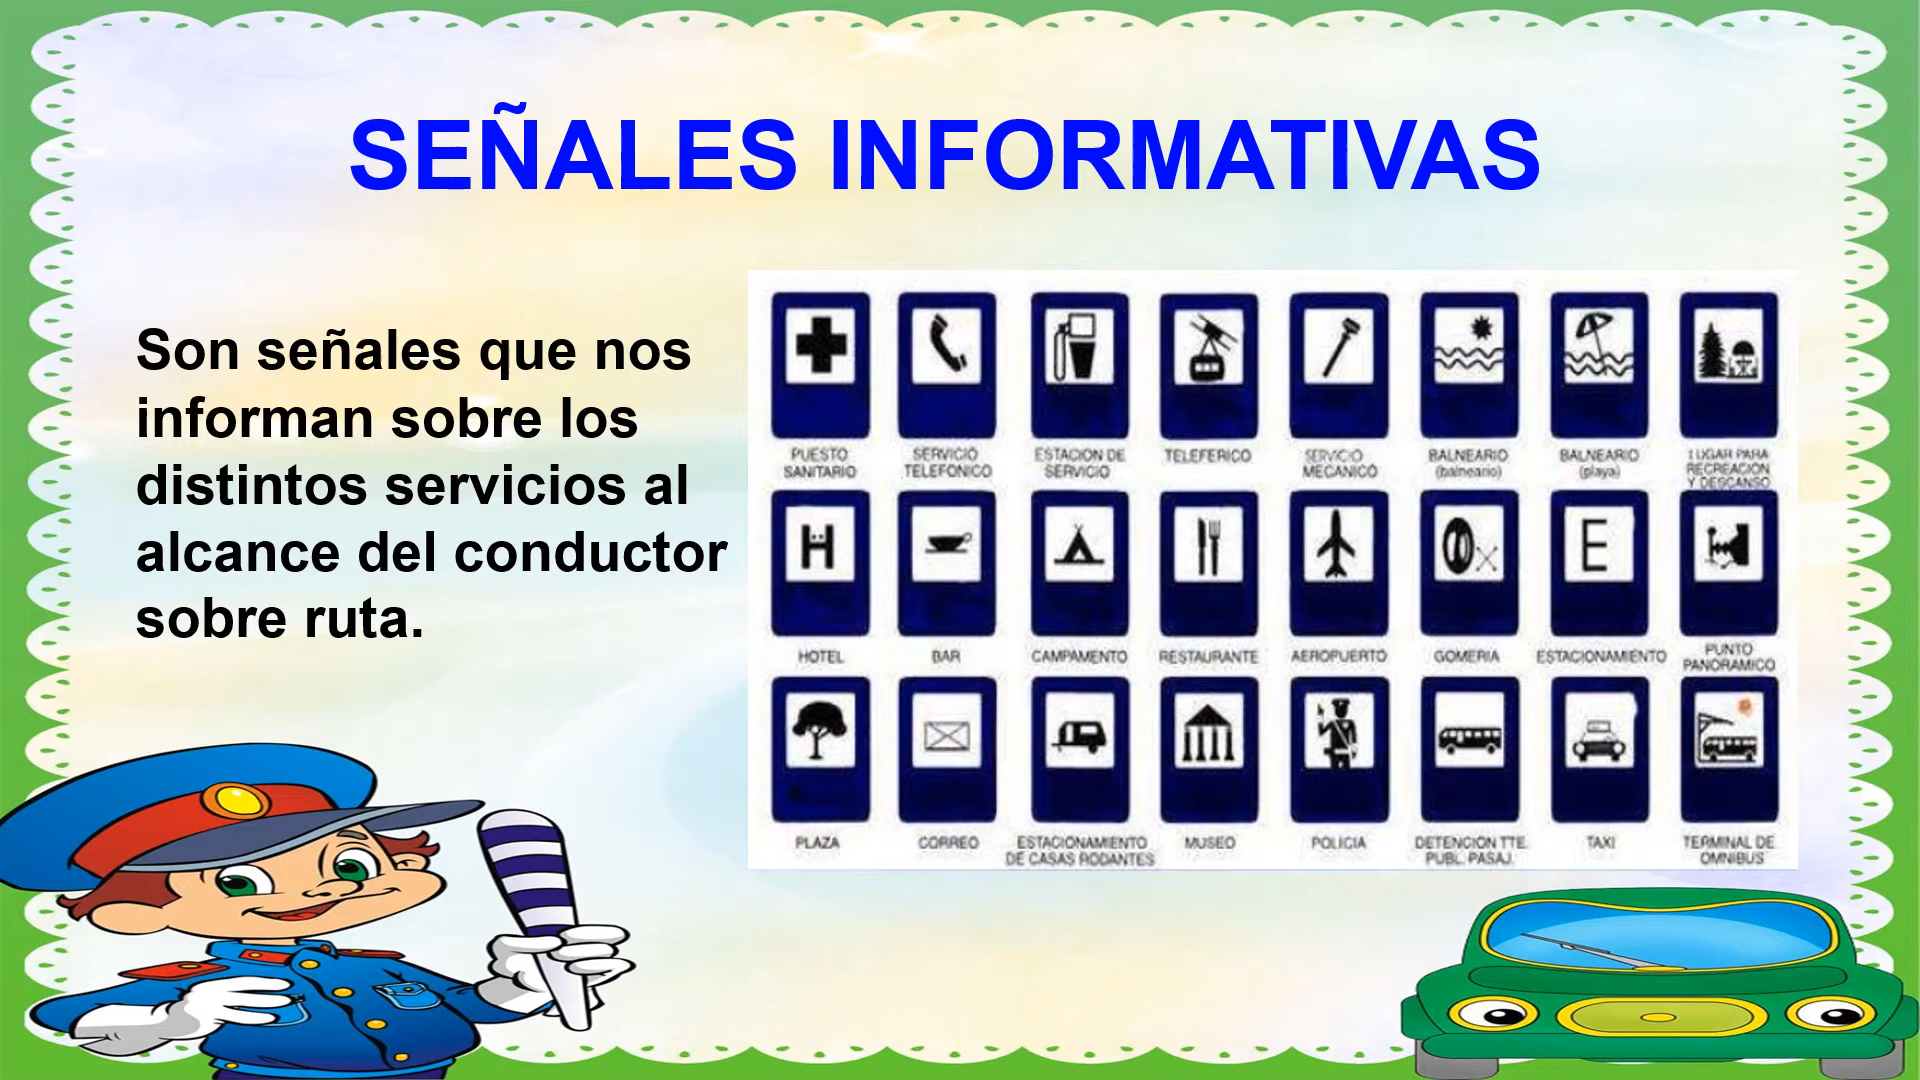 SEÑALES INFORMATIVAS
Son señales que nos
informan sobre los
distintos servicios al
alcance del conductor
sobre ruta.
PUESTO
SANITARIO
SERVICIO
TELEFONICO
ESTACION DE
SERVICIO
TELEFERICO
SERVICIO
MECANICO
BALNEARIO
(balneario)
BALNEARIO
(playa)
LUGAR PARA
RECREACION
Y DESCANSO
H
E
HOTEL
BAR
CAMPAMENTO
RESTAURANTE
AEROPUERTO
GOMERIA
ESTACIONAMIENTO
PUNTO
PANORAMICO
PLAZA
CORREO
ESTACIONAMIENTO
DE CASAS RODANTES
MUSEO
POLICIA
DETENCION TTE.
PUBL. PASAJ.
TAXI
TERMINAL DE
OMNIBUS